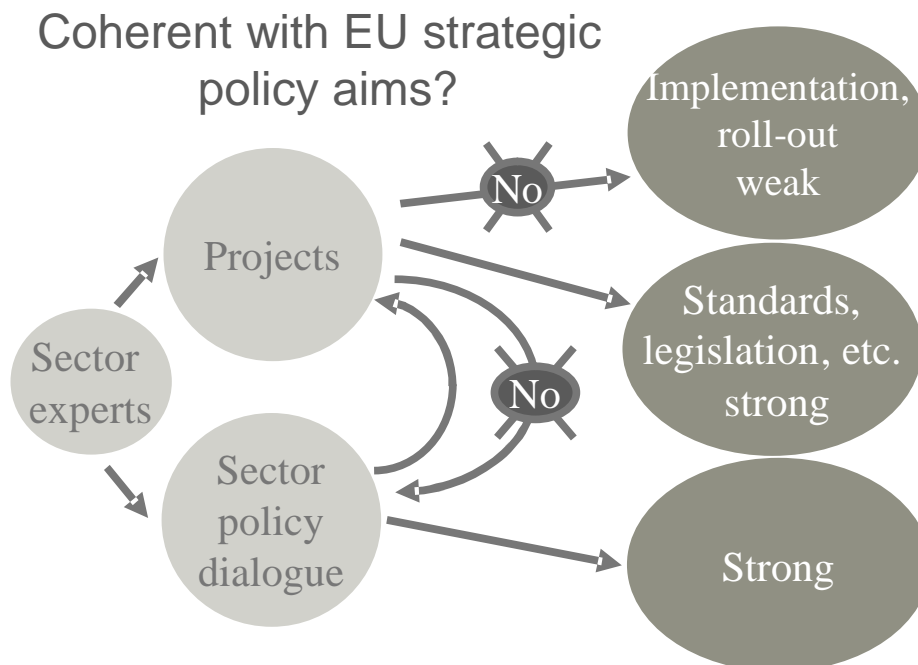 Coherent with EU strategic
policy aims?
Implementation,
roll-out
weak
No
Projects
Standards,
legislation, etc.
strong
Sector
experts
No
Sector
policy
dialogue
Strong